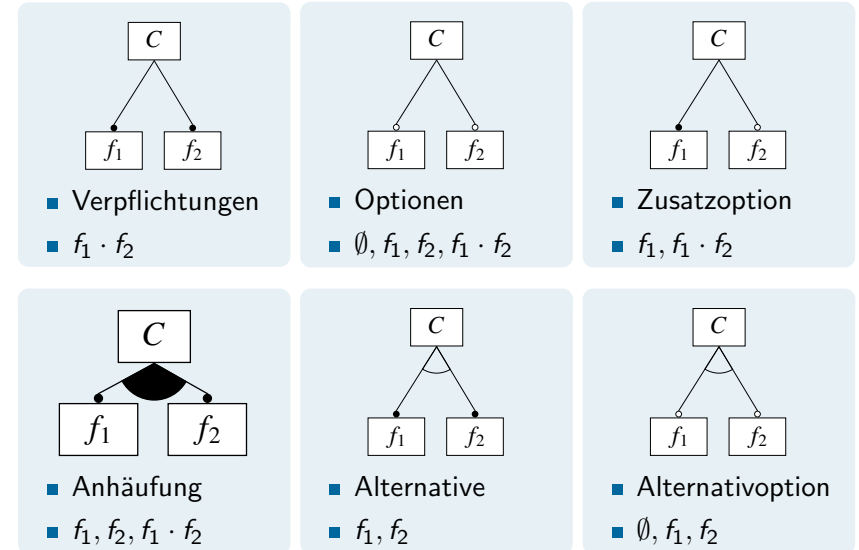 C
f₁ f₂
■ Verpflichtungen
■ f₁ · f₂
C
f₁ f₂
■ Optionen
■ ∅, f₁, f₂, f₁ · f₂
C
f₁ f₂
■ Zusatzoption
■ f₁, f₁ · f₂
C
f₁ f₂
■ Anhäufung
■ f₁, f₂, f₁ · f₂
C
f₁ f₂
■ Alternative
■ f₁, f₂
C
f₁ f₂
■ Alternativoption
■ ∅, f₁, f₂